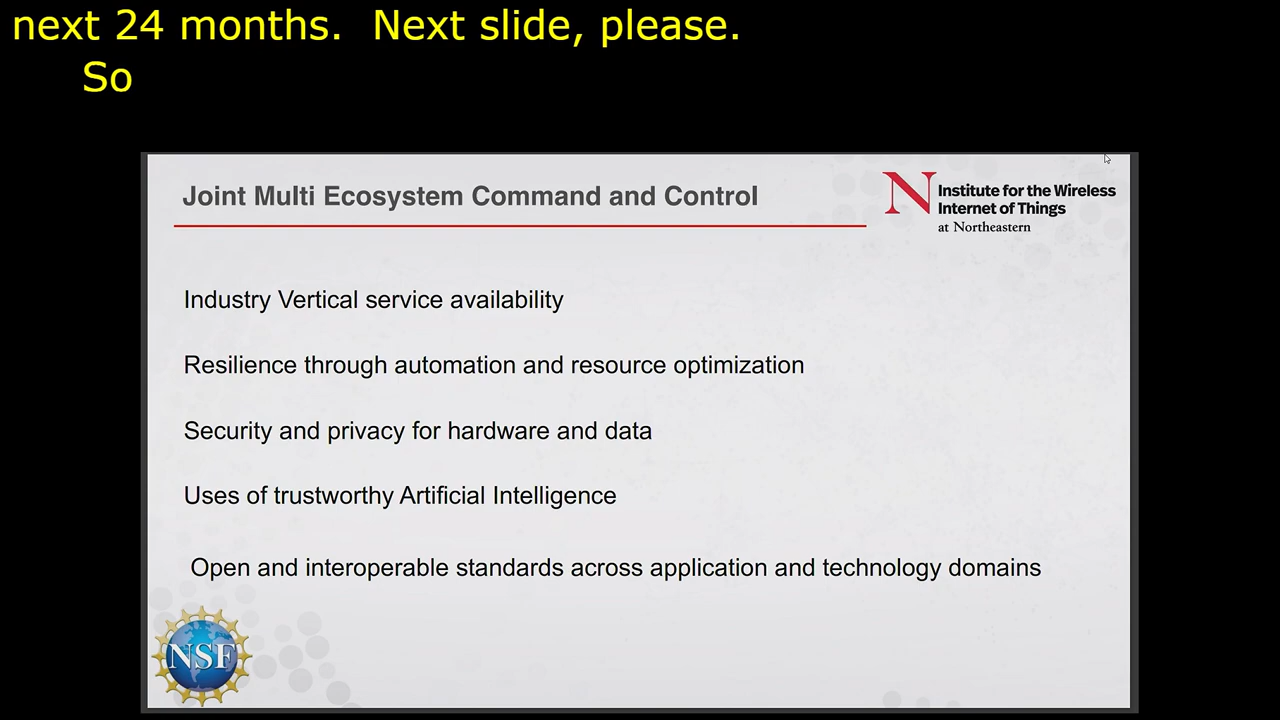 next 24 months.  Next slide, please.
So
Joint Multi Ecosystem Command and Control
N
Institute for the Wireless
Internet of Things
at Northeastern
Industry Vertical service availability
Resilience through automation and resource optimization
Security and privacy for hardware and data
Uses of trustworthy Artificial Intelligence
Open and interoperable standards across application and technology domains
NSF